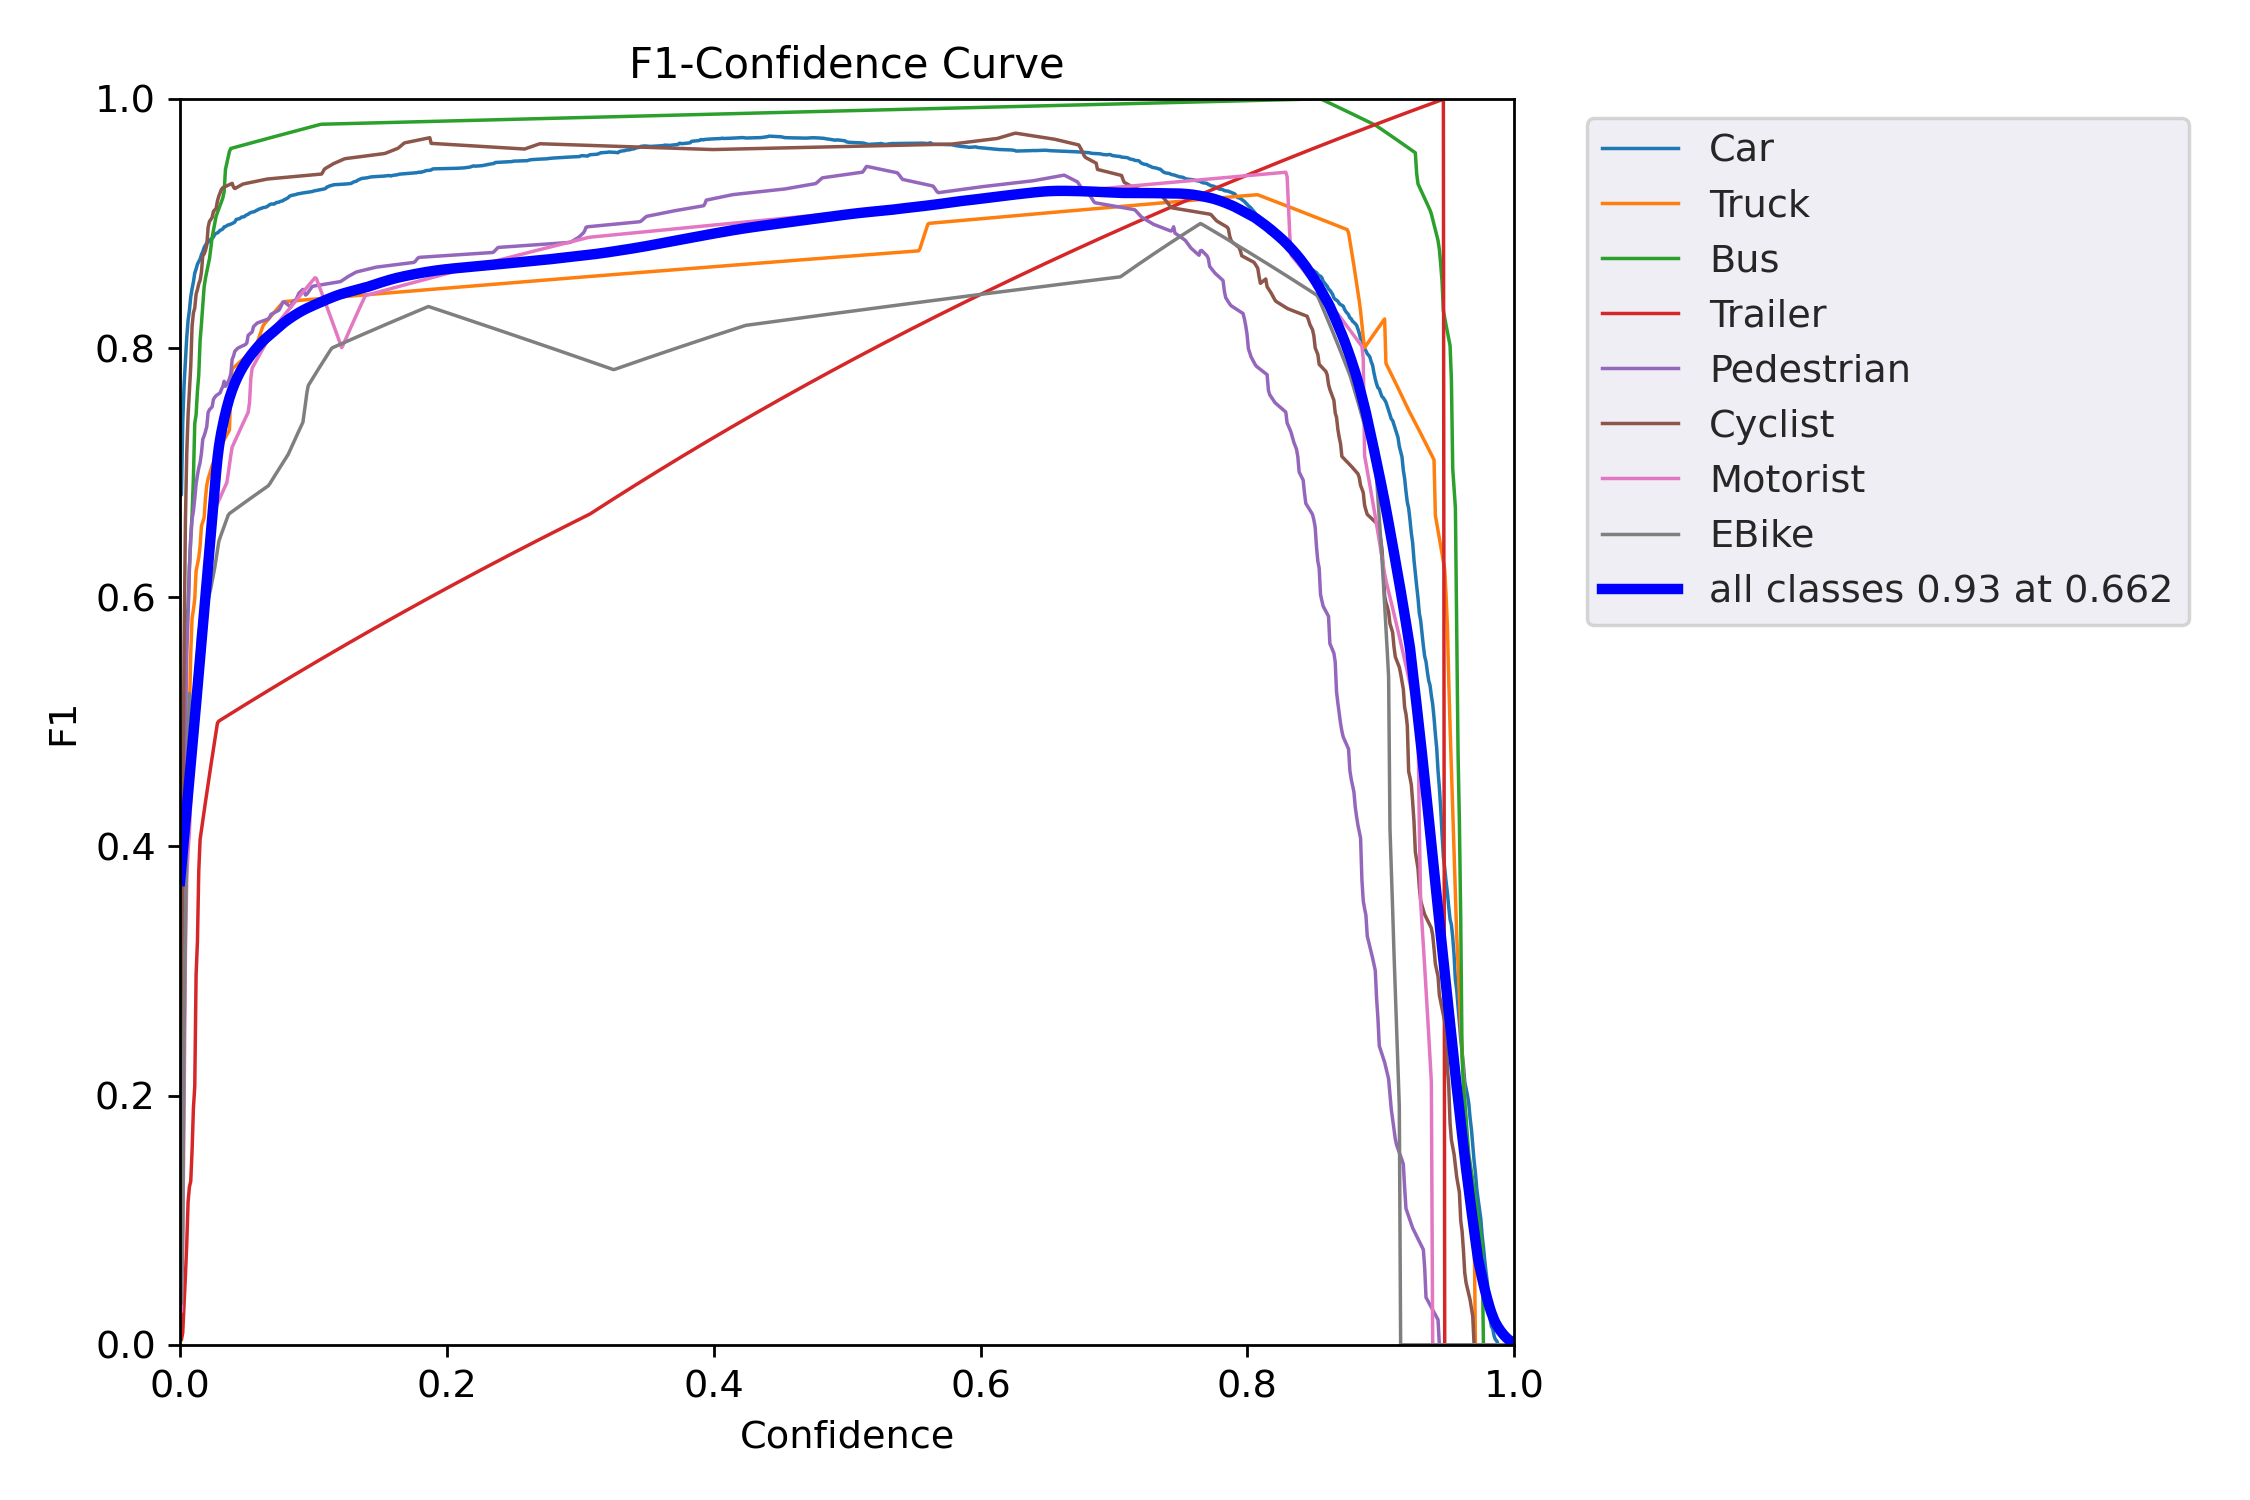 F1-Confidence Curve
1.0
0.8
0.6
0.4
0.2
0.0
F1
0.0 0.2 0.4 0.6 0.8 1.0
Confidence
Car
Truck
Bus
Trailer
Pedestrian
Cyclist
Motorist
EBike
all classes 0.93 at 0.662